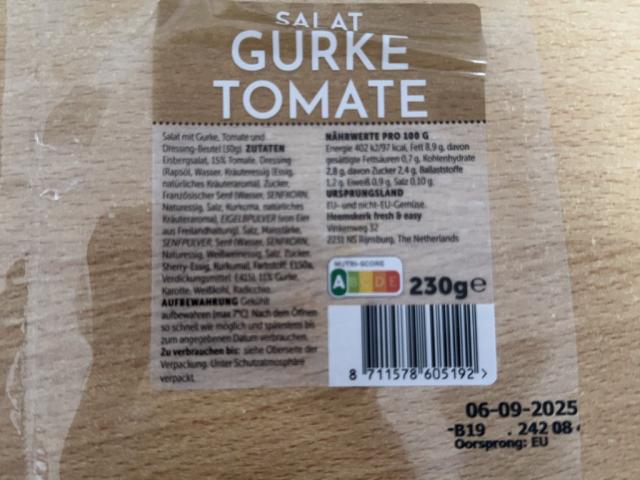 SALAT
GURKE
TOMATE
Salat mit Gurke, Tomate und
Dressing-Beutel (30g). ZUTATEN
Eisbergsalat, 15% Tomate, Dressing
(Rapsöl, Wasser, Kräuteressig (Essig,
natürliches Kräuteraroma), Zucker,
Französischer Senf (Wasser, SENFKORN,
Naturessig, Salz, Kurkuma, natürliches
Kräuteraroma), EIGELBPULVER (von Eier
aus Freilandhaltung), Salz, Maisstärke,
SENFPULVER, Senf (Wasser, SENFKORN,
Naturessig, Weißweinessig, Salz, Zucker,
Sherry-Essig, Kurkuma), Farbstoff: E150a,
Verdickungsmittel: E415), 11% Gurke,
Karotte, Weißkohl, Radicchio.
AUFBEWAHRUNG Gekühlt
aufbewahren (max 7°C). Nach dem Öffnen
so schnell wie möglich und spätestens bis
zum angegebenen Datum verbrauchen.
Zu verbrauchen bis: siehe Oberseite der
Verpackung. Unter Schutzatmosphäre
verpackt.
NÄHRWERTE PRO 100 G
Energie 402 kJ/97 kcal, Fett 8,9 g, davon
gesättigte Fettsäuren 0,7 g, Kohlenhydrate
2,8 g, davon Zucker 2,4 g, Ballaststoffe
1,2 g, Eiweiß 0,9 g, Salz 0,10 g.
URSPRUNGSLAND
EU- und nicht-EU-Gemüse.
Heemskerk fresh & easy
Vinkenweg 32
2231 NS Rijnsburg, The Netherlands
NUTRI-SCORE
A B C D E
230g e
8 711578 605192 >
06-09-2025
-B19 . 242 08
Oorsprong: EU